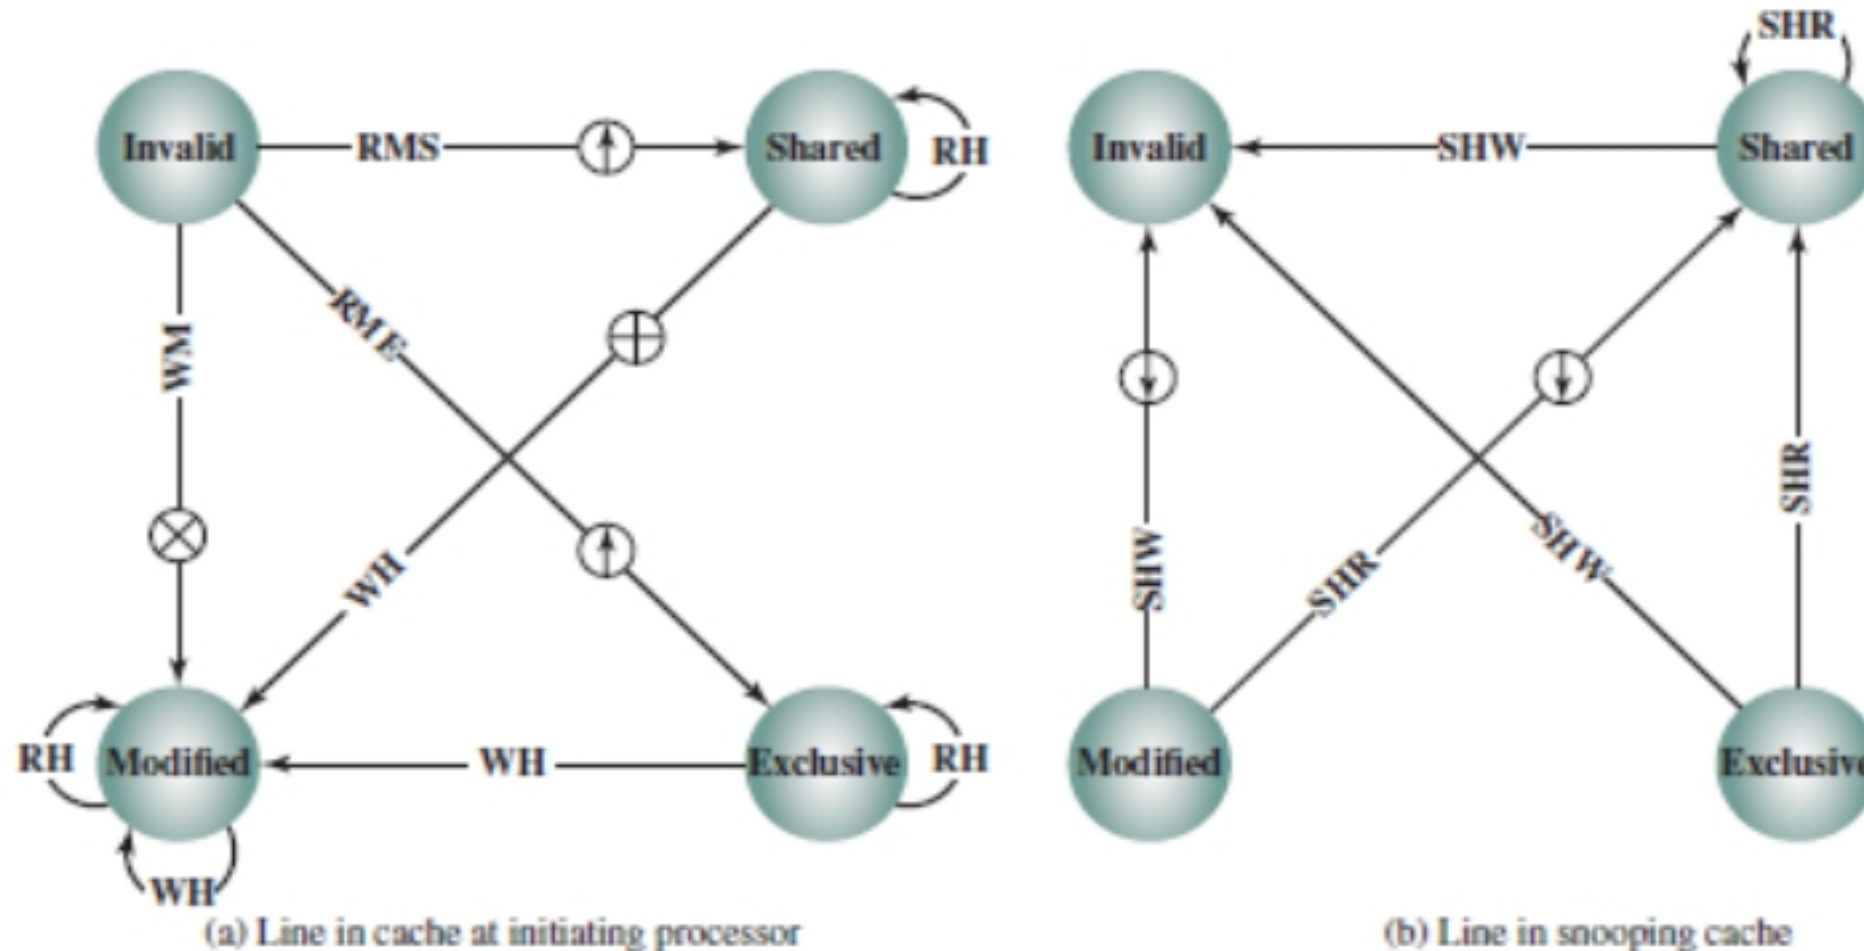 SHR
Invalid
RMS
Shared
RH
Invalid
SHW
Shared
WM
RME
WH
SHW
SHR
SHW
SHR
RH
Modified
WH
Exclusive
RH
Modified
Exclusive
WH
(a) Line in cache at initiating processor
(b) Line in snooping cache